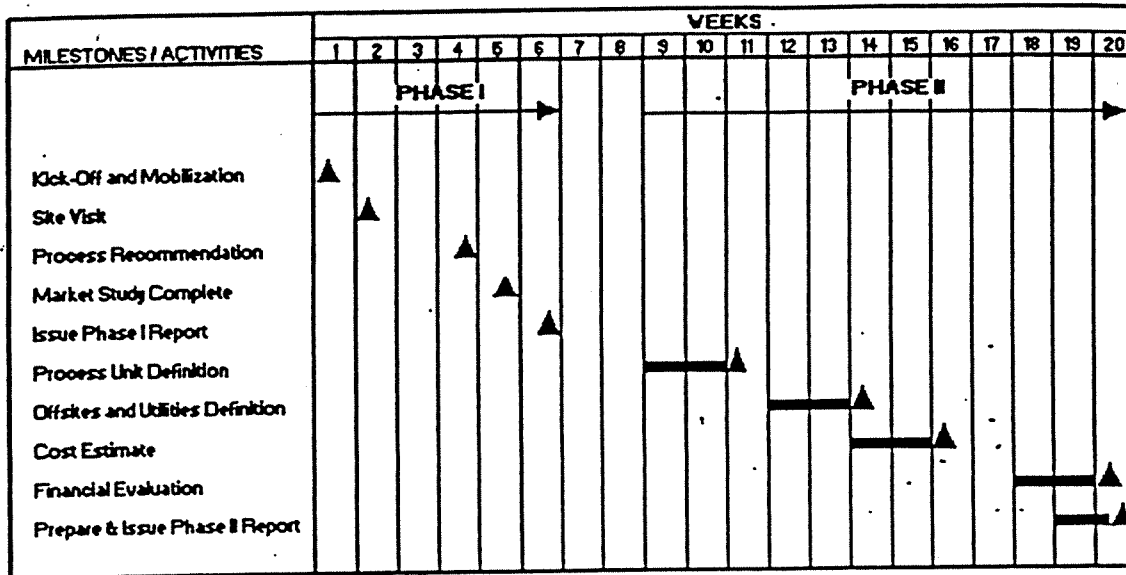 WEEKS
MILESTONES / ACTIVITIES 1 2 3 4 5 6 7 8 9 10 11 12 13 14 15 16 17 18 19 20
PHASE I PHASE II
Kick-Off and Mobilization
Site Visit
Process Recommendation
Market Study Complete
Issue Phase I Report
Process Unit Definition
Offsites and Utilities Definition
Cost Estimate
Financial Evaluation
Prepare & Issue Phase II Report